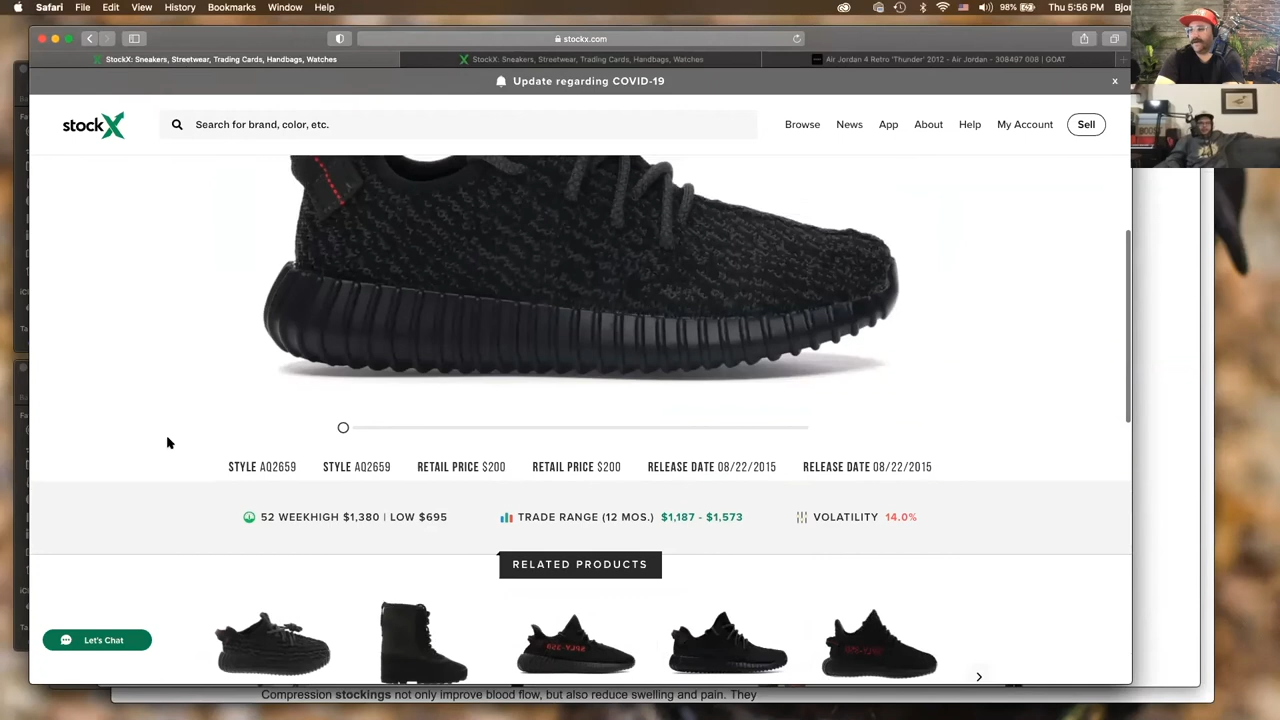 Safari File Edit View History Bookmarks Window Help
98% Thu 5:56 PM Bjor
stockx.com
StockX: Sneakers, Streetwear, Trading Cards, Handbags, Watches
StockX: Sneakers, Streetwear, Trading Cards, Handbags, Watches
Air Jordan 4 Retro 'Thunder' 2012 - Air Jordan - 308497 008 | GOAT
Update regarding COVID-19
x
stockX
Search for brand, color, etc.
Browse News App About Help My Account Sell
STYLE AQ2659 STYLE AQ2659 RETAIL PRICE $200 RETAIL PRICE $200 RELEASE DATE 08/22/2015 RELEASE DATE 08/22/2015
52 WEEKHIGH $1,380 | LOW $695 TRADE RANGE (12 MOS.) $1,187 - $1,573 VOLATILITY 14.0%
RELATED PRODUCTS
Let's Chat
Compression stockings not only improve blood flow, but also reduce swelling and pain. They